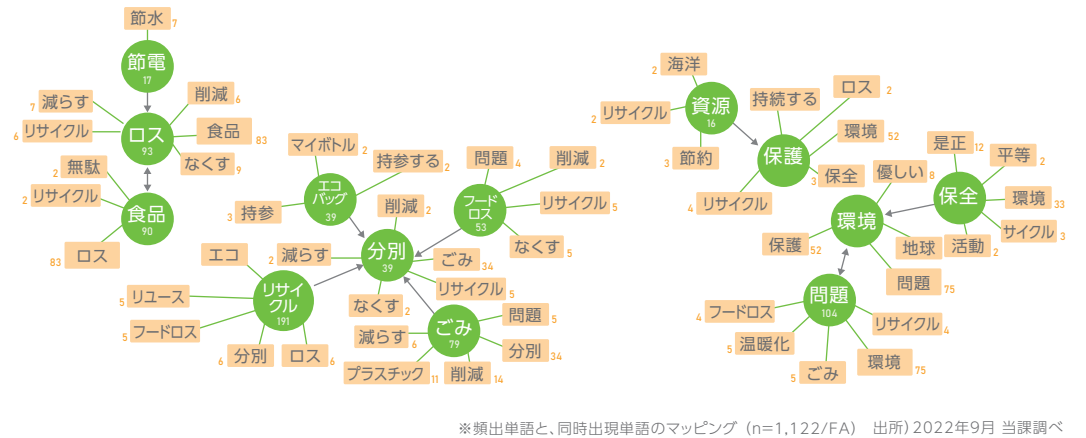 節水
7
節電
17
減らす
7
削減
6
リサイクル
6
ロス
93
食品
83
なくす
9
無駄
2
リサイクル
2
食品
90
ロス
83
マイボトル
2
エコ
バッグ
39
持参する
2
持参
3
問題
4
削減
2
フード
ロス
53
リサイクル
5
なくす
5
削減
2
分別
39
減らす
2
ごみ
34
リサイクル
5
なくす
2
エコ
リサイ
クル
191
リユース
5
フードロス
5
分別
6
ロス
6
ごみ
79
問題
5
減らす
6
分別
34
プラスチック
11
削減
14
海洋
2
資源
16
リサイクル
2
節約
3
持続する
ロス
2
環境
52
保護
60
保全
3
リサイクル
4
是正
12
平等
2
優しい
8
保全
60
環境
33
サイクル
3
活動
2
環境
90
保護
52
地球
問題
75
問題
104
フードロス
4
リサイクル
4
温暖化
5
ごみ
5
環境
75
※頻出単語と、同時出現単語のマッピング（n=1,122/FA） 出所）2022年9月 当課調べ